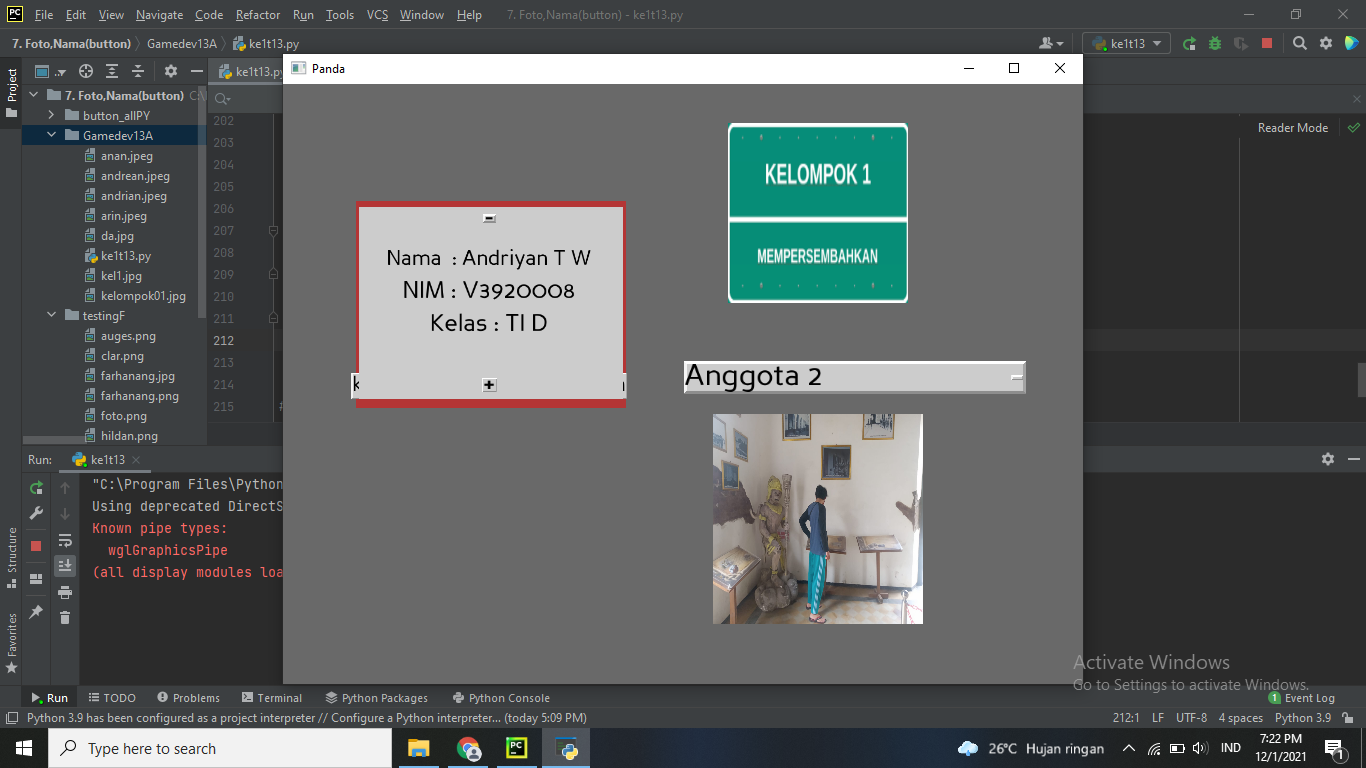 File Edit View Navigate Code Refactor Run Tools VCS Window Help 7. Foto,Nama(button) - ke1t13.py
7. Foto,Nama(button) Gamedev13A ke1t13.py
ke1t13
Project
7. Foto,Nama(button)
button_allPY
Gamedev13A
anan.jpeg
andrean.jpeg
andrian.jpeg
arin.jpeg
da.jpg
ke1t13.py
kel1.jpg
kelompok01.jpg
testingF
auges.png
clar.png
farhanang.jpg
farhanang.png
foto.png
hildan.png
ke1t13.py
202
203
204
205
206
207
208
209
210
211
212
213
214
215
Reader Mode
Panda
KELOMPOK 1
MEMPERSEMBAHKAN
-
Nama : Andriyan T W
NIM : V3920008
Kelas : TI D
+
Anggota 2
Run: ke1t13
"C:\Program Files\Python
Using deprecated DirectS
Known pipe types:
wglGraphicsPipe
(all display modules loa
Structure
Favorites
Activate Windows
Go to Settings to activate Windows.
Run TODO Problems Terminal Python Packages Python Console 1 Event Log
Python 3.9 has been configured as a project interpreter // Configure a Python interpreter... (today 5:09 PM) 212:1 LF UTF-8 4 spaces Python 3.9
Type here to search
26°C Hujan ringan
IND
7:22 PM
12/1/2021
1